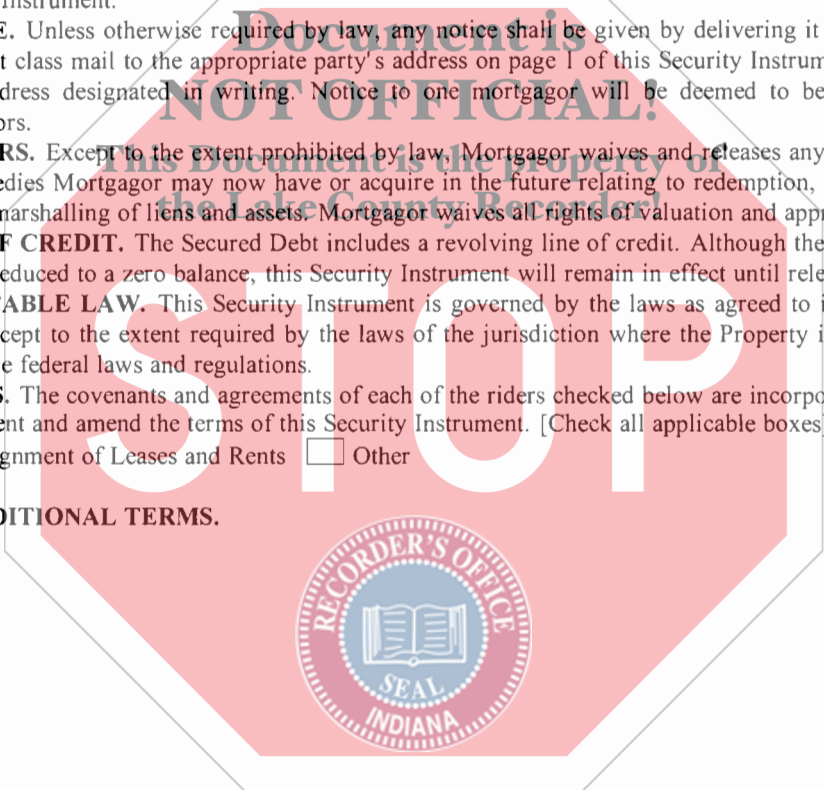 Instrument.
E. Unless otherwise required by law, any notice shall be given by delivering it
t class mail to the appropriate party's address on page 1 of this Security Instrum
dress designated in writing. Notice to one mortgagor will be deemed to be
ors.
RS. Except to the extent prohibited by law, Mortgagor waives and releases any
edies Mortgagor may now have or acquire in the future relating to redemption,
marshalling of liens and assets. Mortgagor waives all rights of valuation and appr
F CREDIT. The Secured Debt includes a revolving line of credit. Although the
educed to a zero balance, this Security Instrument will remain in effect until rele
ABLE LAW. This Security Instrument is governed by the laws as agreed to i
cept to the extent required by the laws of the jurisdiction where the Property i
e federal laws and regulations.
S. The covenants and agreements of each of the riders checked below are incorpo
ent and amend the terms of this Security Instrument. [Check all applicable boxes]
gnment of Leases and Rents Other
DITIONAL TERMS.
Document is
NOT OFFICIAL!
This Document is the property of
the Lake County Recorder!
STOP
RECORDER'S OFFICE
SEAL
INDIANA